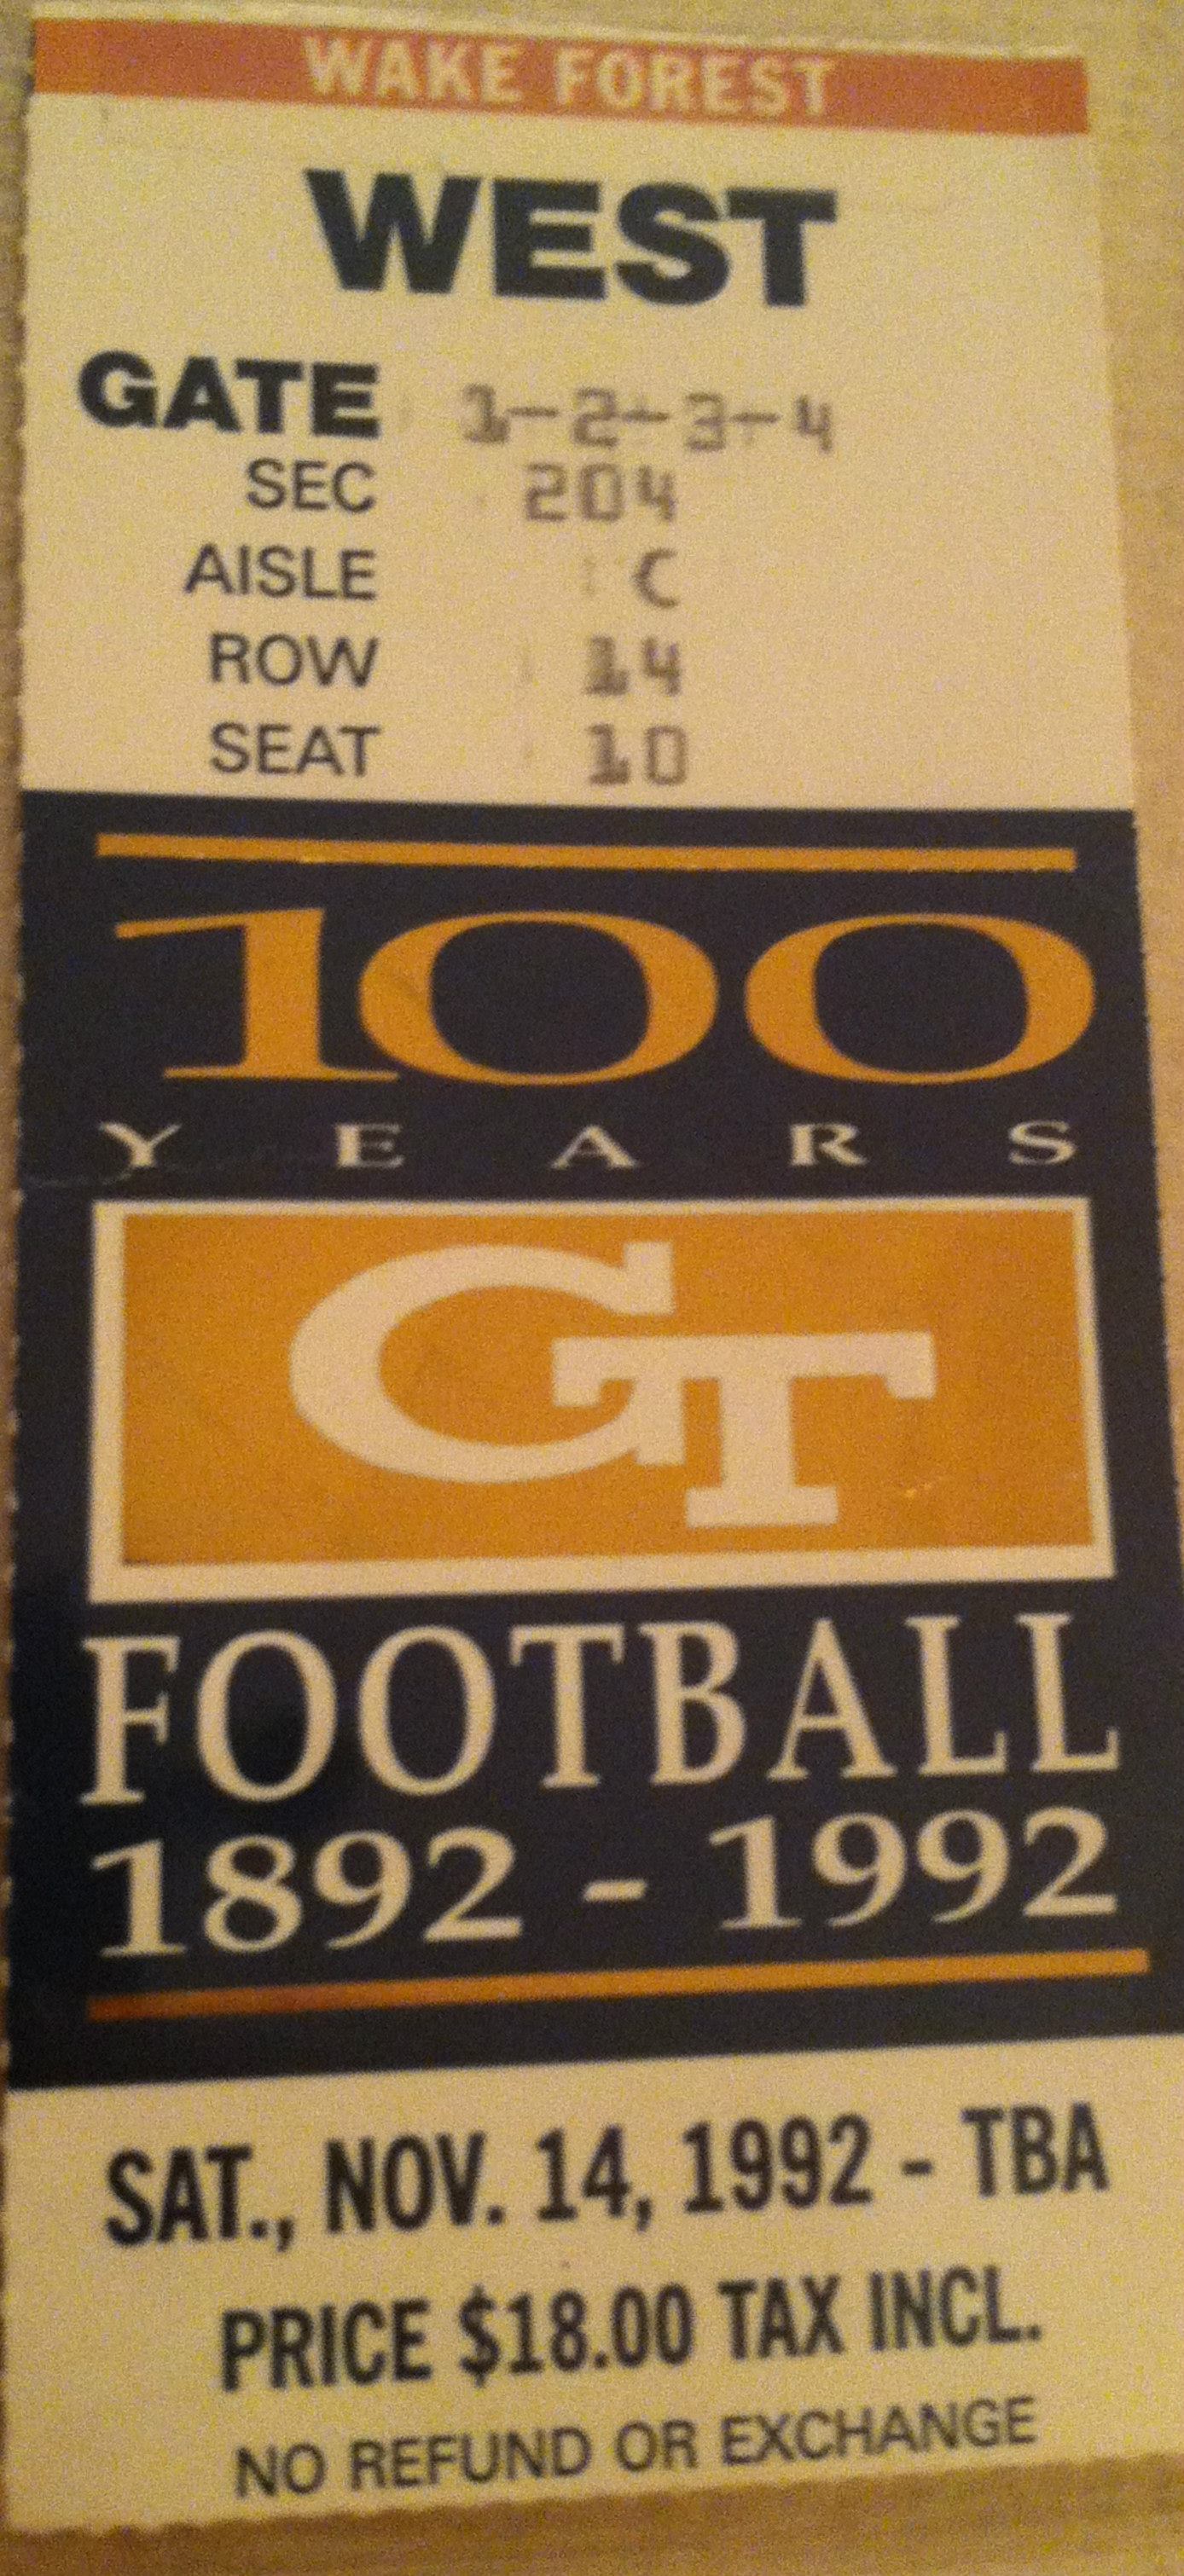 WAKE FOREST
WEST
GATE 1-2-3-4
SEC 204
AISLE C
ROW 14
SEAT 10
100
YEARS
GT
FOOTBALL
1892 - 1992
SAT., NOV. 14, 1992 - TBA
PRICE $18.00 TAX INCL.
NO REFUND OR EXCHANGE